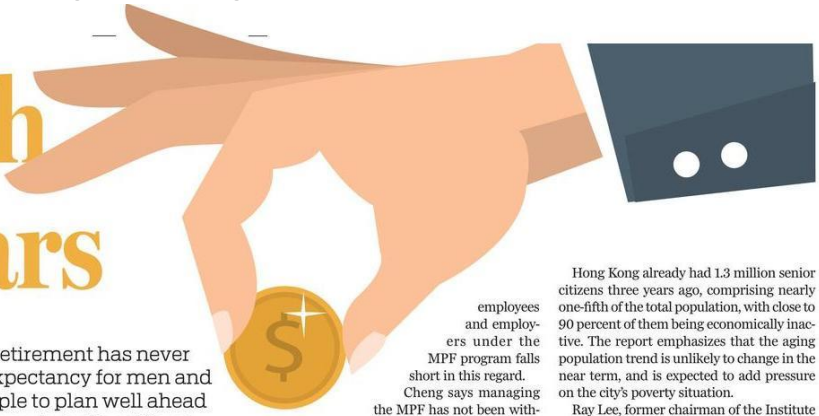 h
ars
etirement has never
xpectancy for men and
ple to plan well ahead
$
employees
and employ-
ers under the
MPF program falls
short in this regard.
Cheng says managing
the MPF has not been with-
Hong Kong already had 1.3 million senior
citizens three years ago, comprising nearly
one-fifth of the total population, with close to
90 percent of them being economically inac-
tive. The report emphasizes that the aging
population trend is unlikely to change in the
near term, and is expected to add pressure
on the city's poverty situation.
Ray Lee, former chairman of the Institute